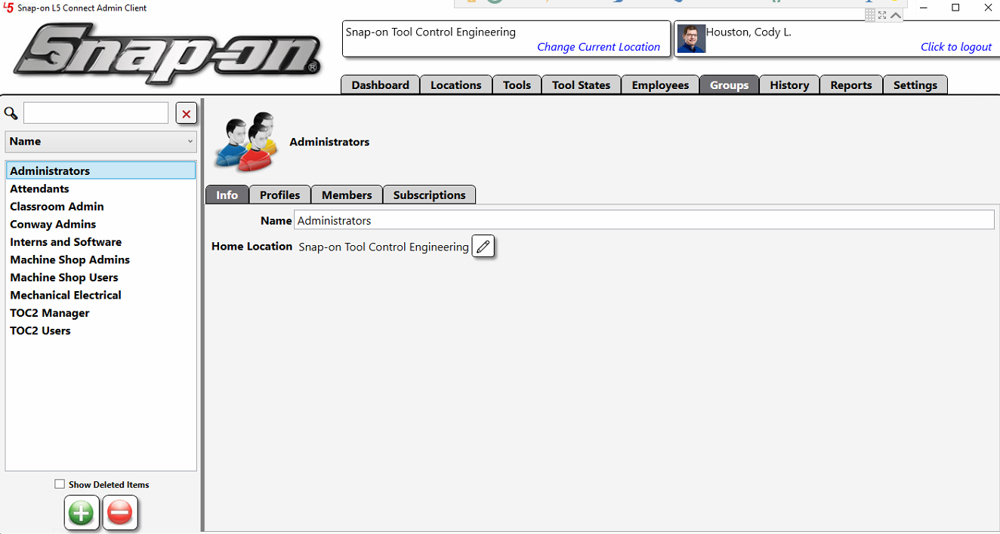 L5 Snap-on L5 Connect Admin Client
Snap-on®
Snap-on Tool Control Engineering
Change Current Location
Houston, Cody L.
Click to logout
Dashboard Locations Tools Tool States Employees Groups History Reports Settings
Name
Administrators
Attendants
Classroom Admin
Conway Admins
Interns and Software
Machine Shop Admins
Machine Shop Users
Mechanical Electrical
TOC2 Manager
TOC2 Users
Show Deleted Items
Administrators
Info Profiles Members Subscriptions
Name Administrators
Home Location Snap-on Tool Control Engineering